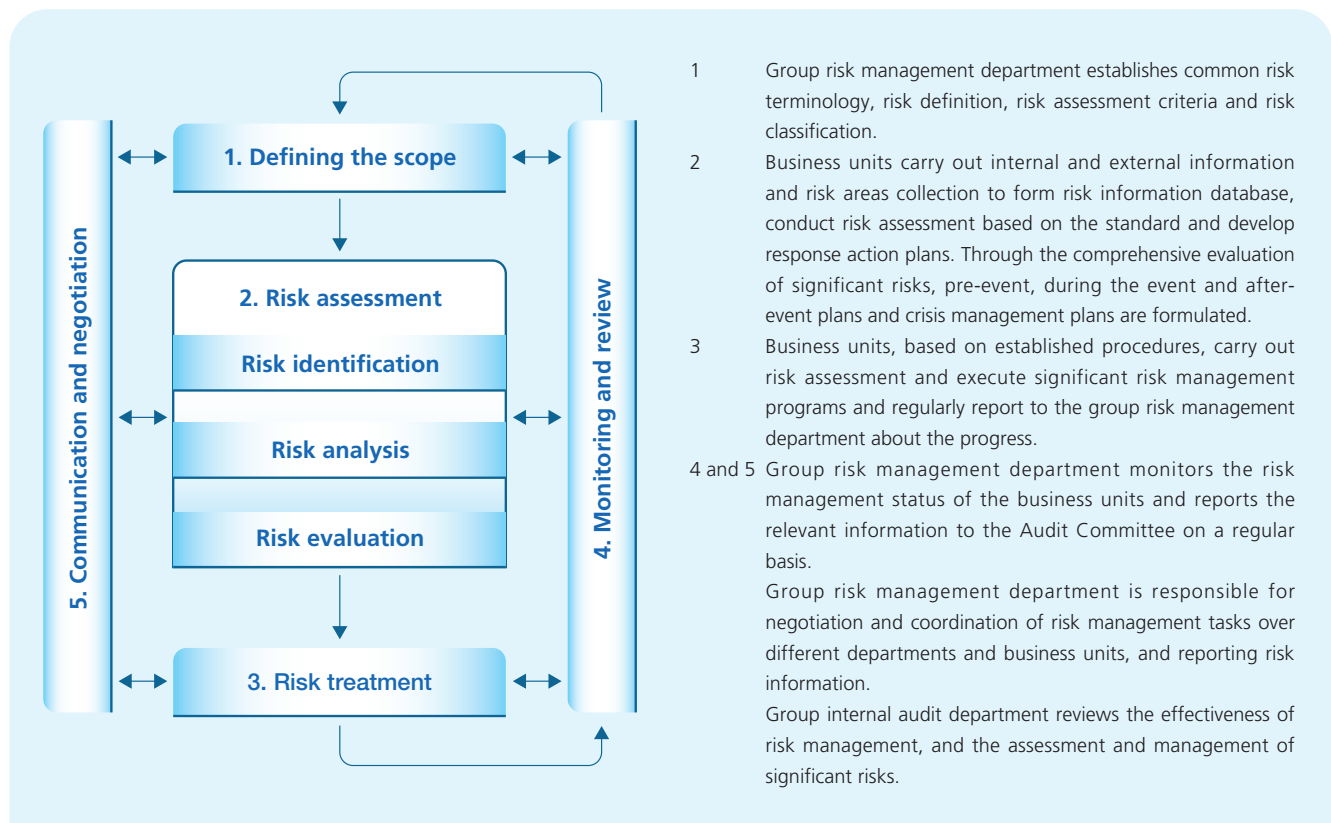 1. Defining the scope
2. Risk assessment
Risk identification
Risk analysis
Risk evaluation
3. Risk treatment
4. Monitoring and review
5. Communication and negotiation
1 Group risk management department establishes common risk
terminology, risk definition, risk assessment criteria and risk
classification.
2 Business units carry out internal and external information
and risk areas collection to form risk information database,
conduct risk assessment based on the standard and develop
response action plans. Through the comprehensive evaluation
of significant risks, pre-event, during the event and after-
event plans and crisis management plans are formulated.
3 Business units, based on established procedures, carry out
risk assessment and execute significant risk management
programs and regularly report to the group risk management
department about the progress.
4 and 5 Group risk management department monitors the risk
management status of the business units and reports the
relevant information to the Audit Committee on a regular
basis.
Group risk management department is responsible for
negotiation and coordination of risk management tasks over
different departments and business units, and reporting risk
information.
Group internal audit department reviews the effectiveness of
risk management, and the assessment and management of
significant risks.